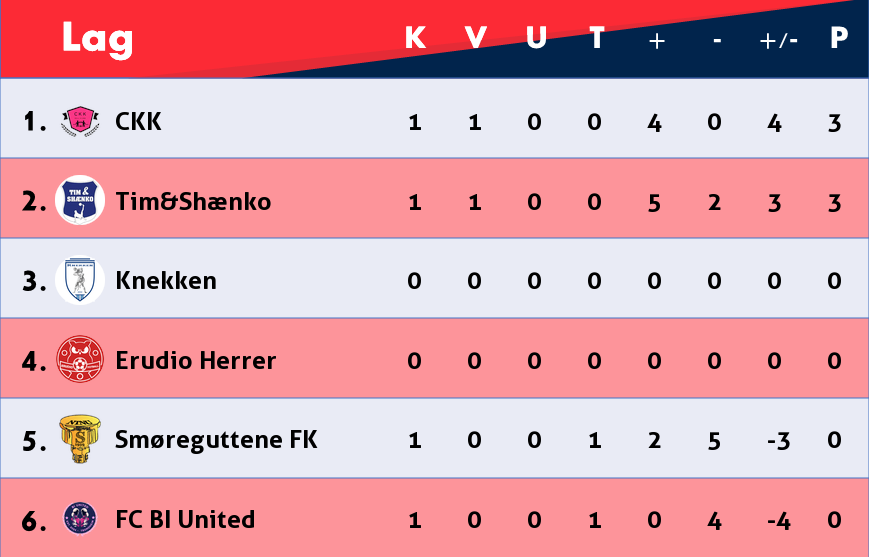 Lag K V U T + - +/- P
1. CKK 1 1 0 0 4 0 4 3
2. TIM & SHÆNKO Tim&Shænko 1 1 0 0 5 2 3 3
3. Knekken 0 0 0 0 0 0 0 0
4. Erudio Herrer 0 0 0 0 0 0 0 0
5. Smøreguttene FK 1 0 0 1 2 5 -3 0
6. FC BI United 1 0 0 1 0 4 -4 0